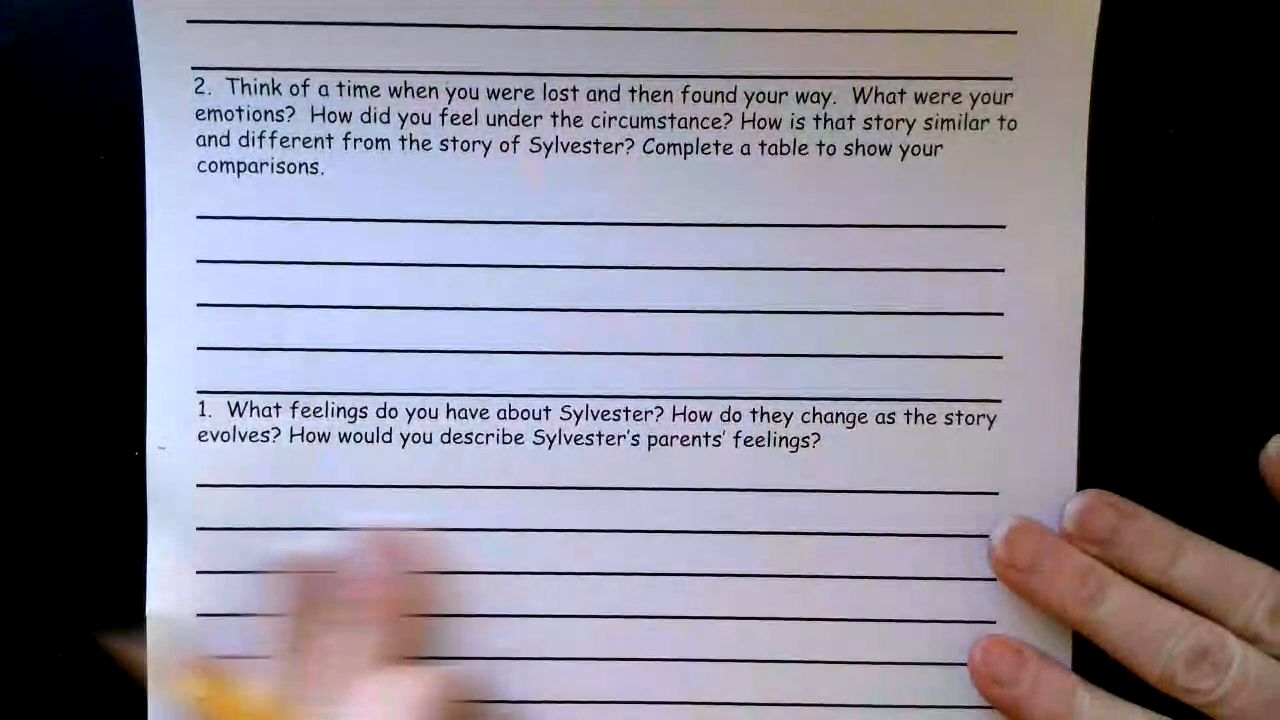 2. Think of a time when you were lost and then found your way. What were your
emotions? How did you feel under the circumstance? How is that story similar to
and different from the story of Sylvester? Complete a table to show your
comparisons.
1. What feelings do you have about Sylvester? How do they change as the story
evolves? How would you describe Sylvester's parents' feelings?